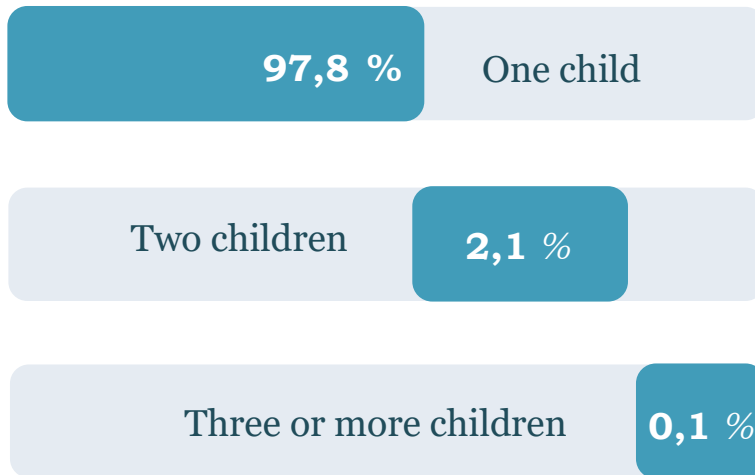 97,8 % One child
Two children 2,1 %
Three or more children 0,1 %